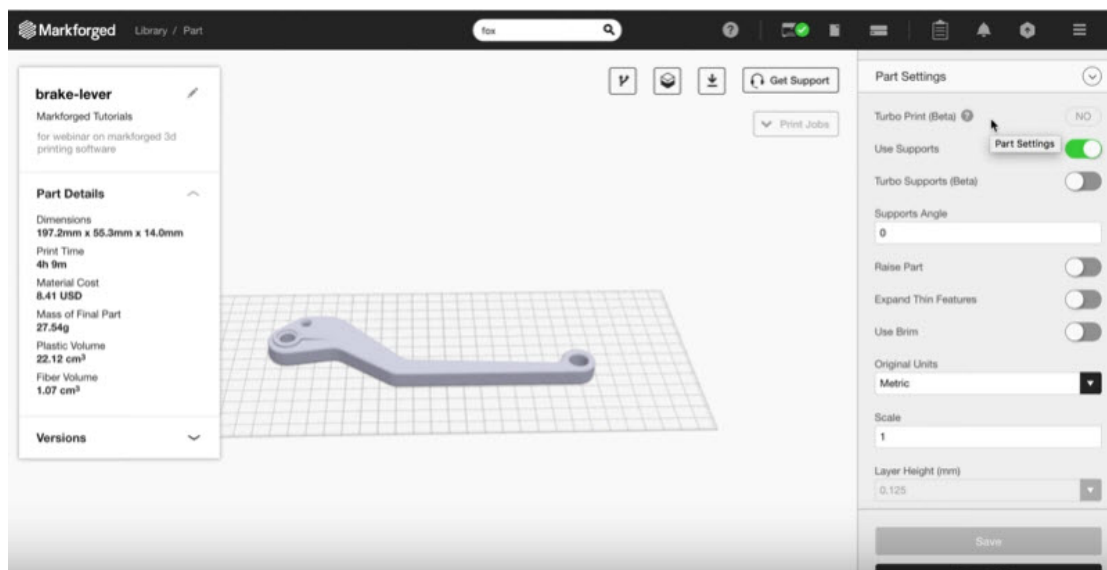 Markforged
Library / Part
fox
Get Support
Print Jobs
brake-lever
Markforged Tutorials
for webinar on markforged 3d
printing software
Part Details
Dimensions
197.2mm x 55.3mm x 14.0mm
Print Time
4h 9m
Material Cost
8.41 USD
Mass of Final Part
27.54g
Plastic Volume
22.12 cm³
Fiber Volume
1.07 cm³
Versions
Part Settings
Turbo Print (Beta) ?
NO
Part Settings
Use Supports
Turbo Supports (Beta)
Supports Angle
0
Raise Part
Expand Thin Features
Use Brim
Original Units
Metric
Scale
1
Layer Height (mm)
0.125
Save